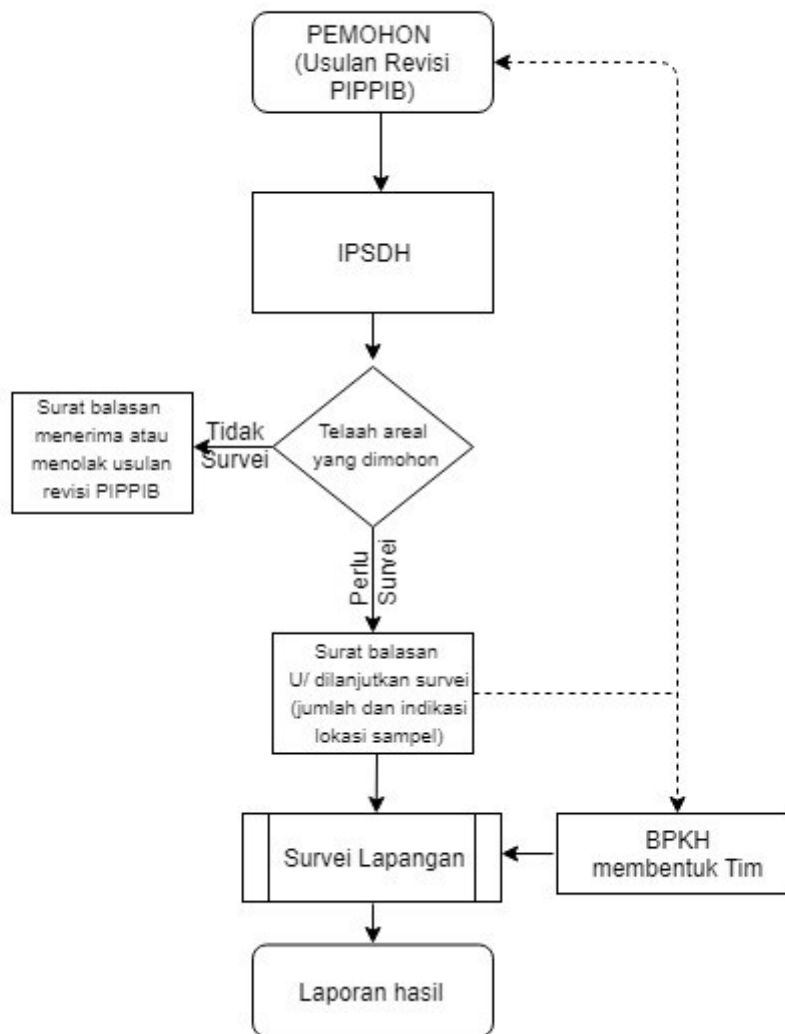 PEMOHON
(Usulan Revisi
PIPPIB)
IPSDH
Telaah areal
yang dimohon
Tidak
Survei
Surat balasan
menerima atau
menolak usulan
revisi PIPPIB
Perlu
Survei
Surat balasan
U/ dilanjutkan survei
(jumlah dan indikasi
lokasi sampel)
BPKH
membentuk Tim
Survei Lapangan
Laporan hasil